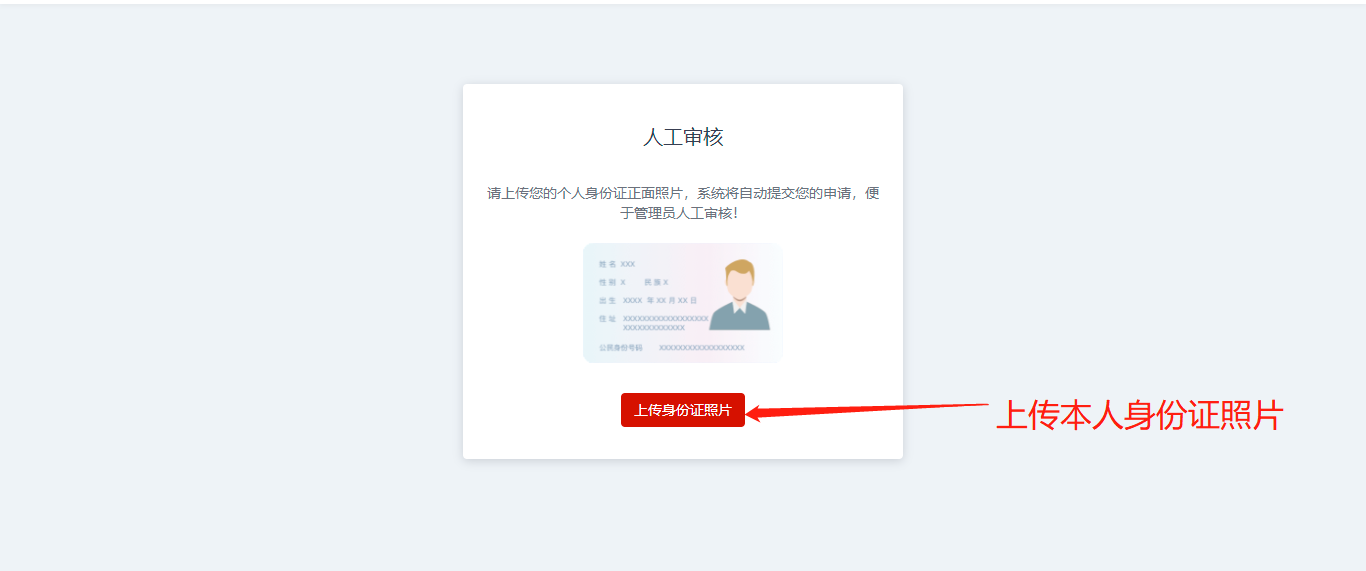 人工审核
请上传您的个人身份证正面照片，系统将自动提交您的申请，便
于管理员人工审核！
姓 名 XXX
性 别 X 民 族 X
出 生 XXXX 年 XX 月 XX 日
住 址 XXXXXXXXXXXXXXXXXX
XXXXXXXXXXXXX
公民身份号码 XXXXXXXXXXXXXXXXXX
上传身份证照片
上传本人身份证照片